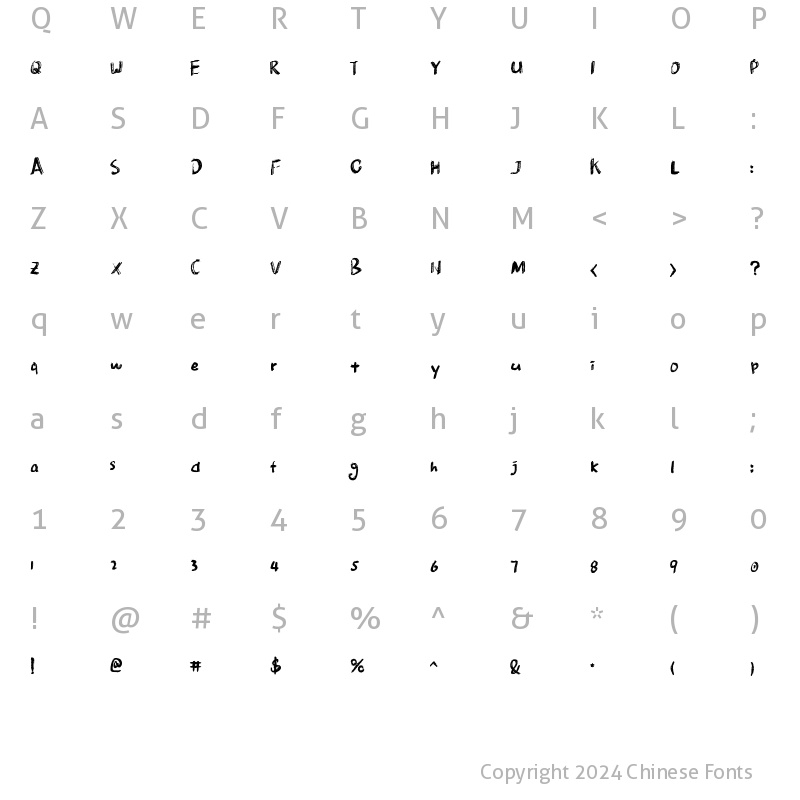 Q W E R T Y U I O P
Q W E R T Y U I O P
A S D F G H J K L :
A S D F G H J K L :
Z X C V B N M < > ?
Z X C V B N M < > ?
q w e r t y u i o p
q w e r t y u i o p
a s d f g h j k l ;
a s d f g h j k l ;
1 2 3 4 5 6 7 8 9 0
1 2 3 4 5 6 7 8 9 0
! @ # $ % ^ & * ( )
! @ # $ % ^ & * ( )
Copyright 2024 Chinese Fonts